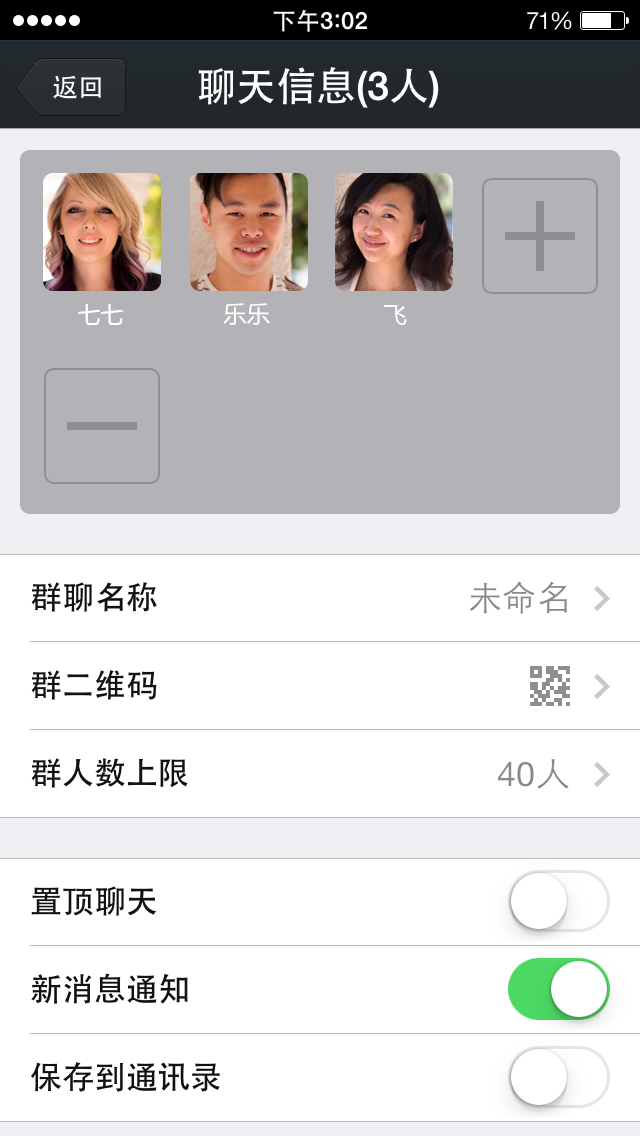 下午3:02 71%
返回 聊天信息(3人)
七七 乐乐 飞
群聊名称 未命名
群二维码
群人数上限 40人
置顶聊天
新消息通知
保存到通讯录